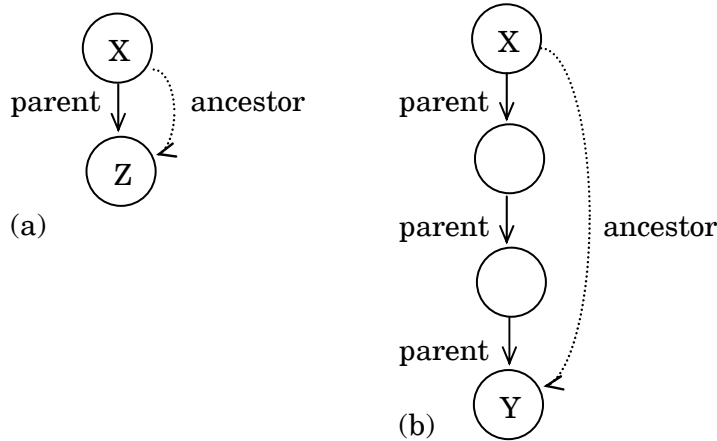 X
parent
ancestor
Z
(a)
X
parent
parent
ancestor
parent
Y
(b)